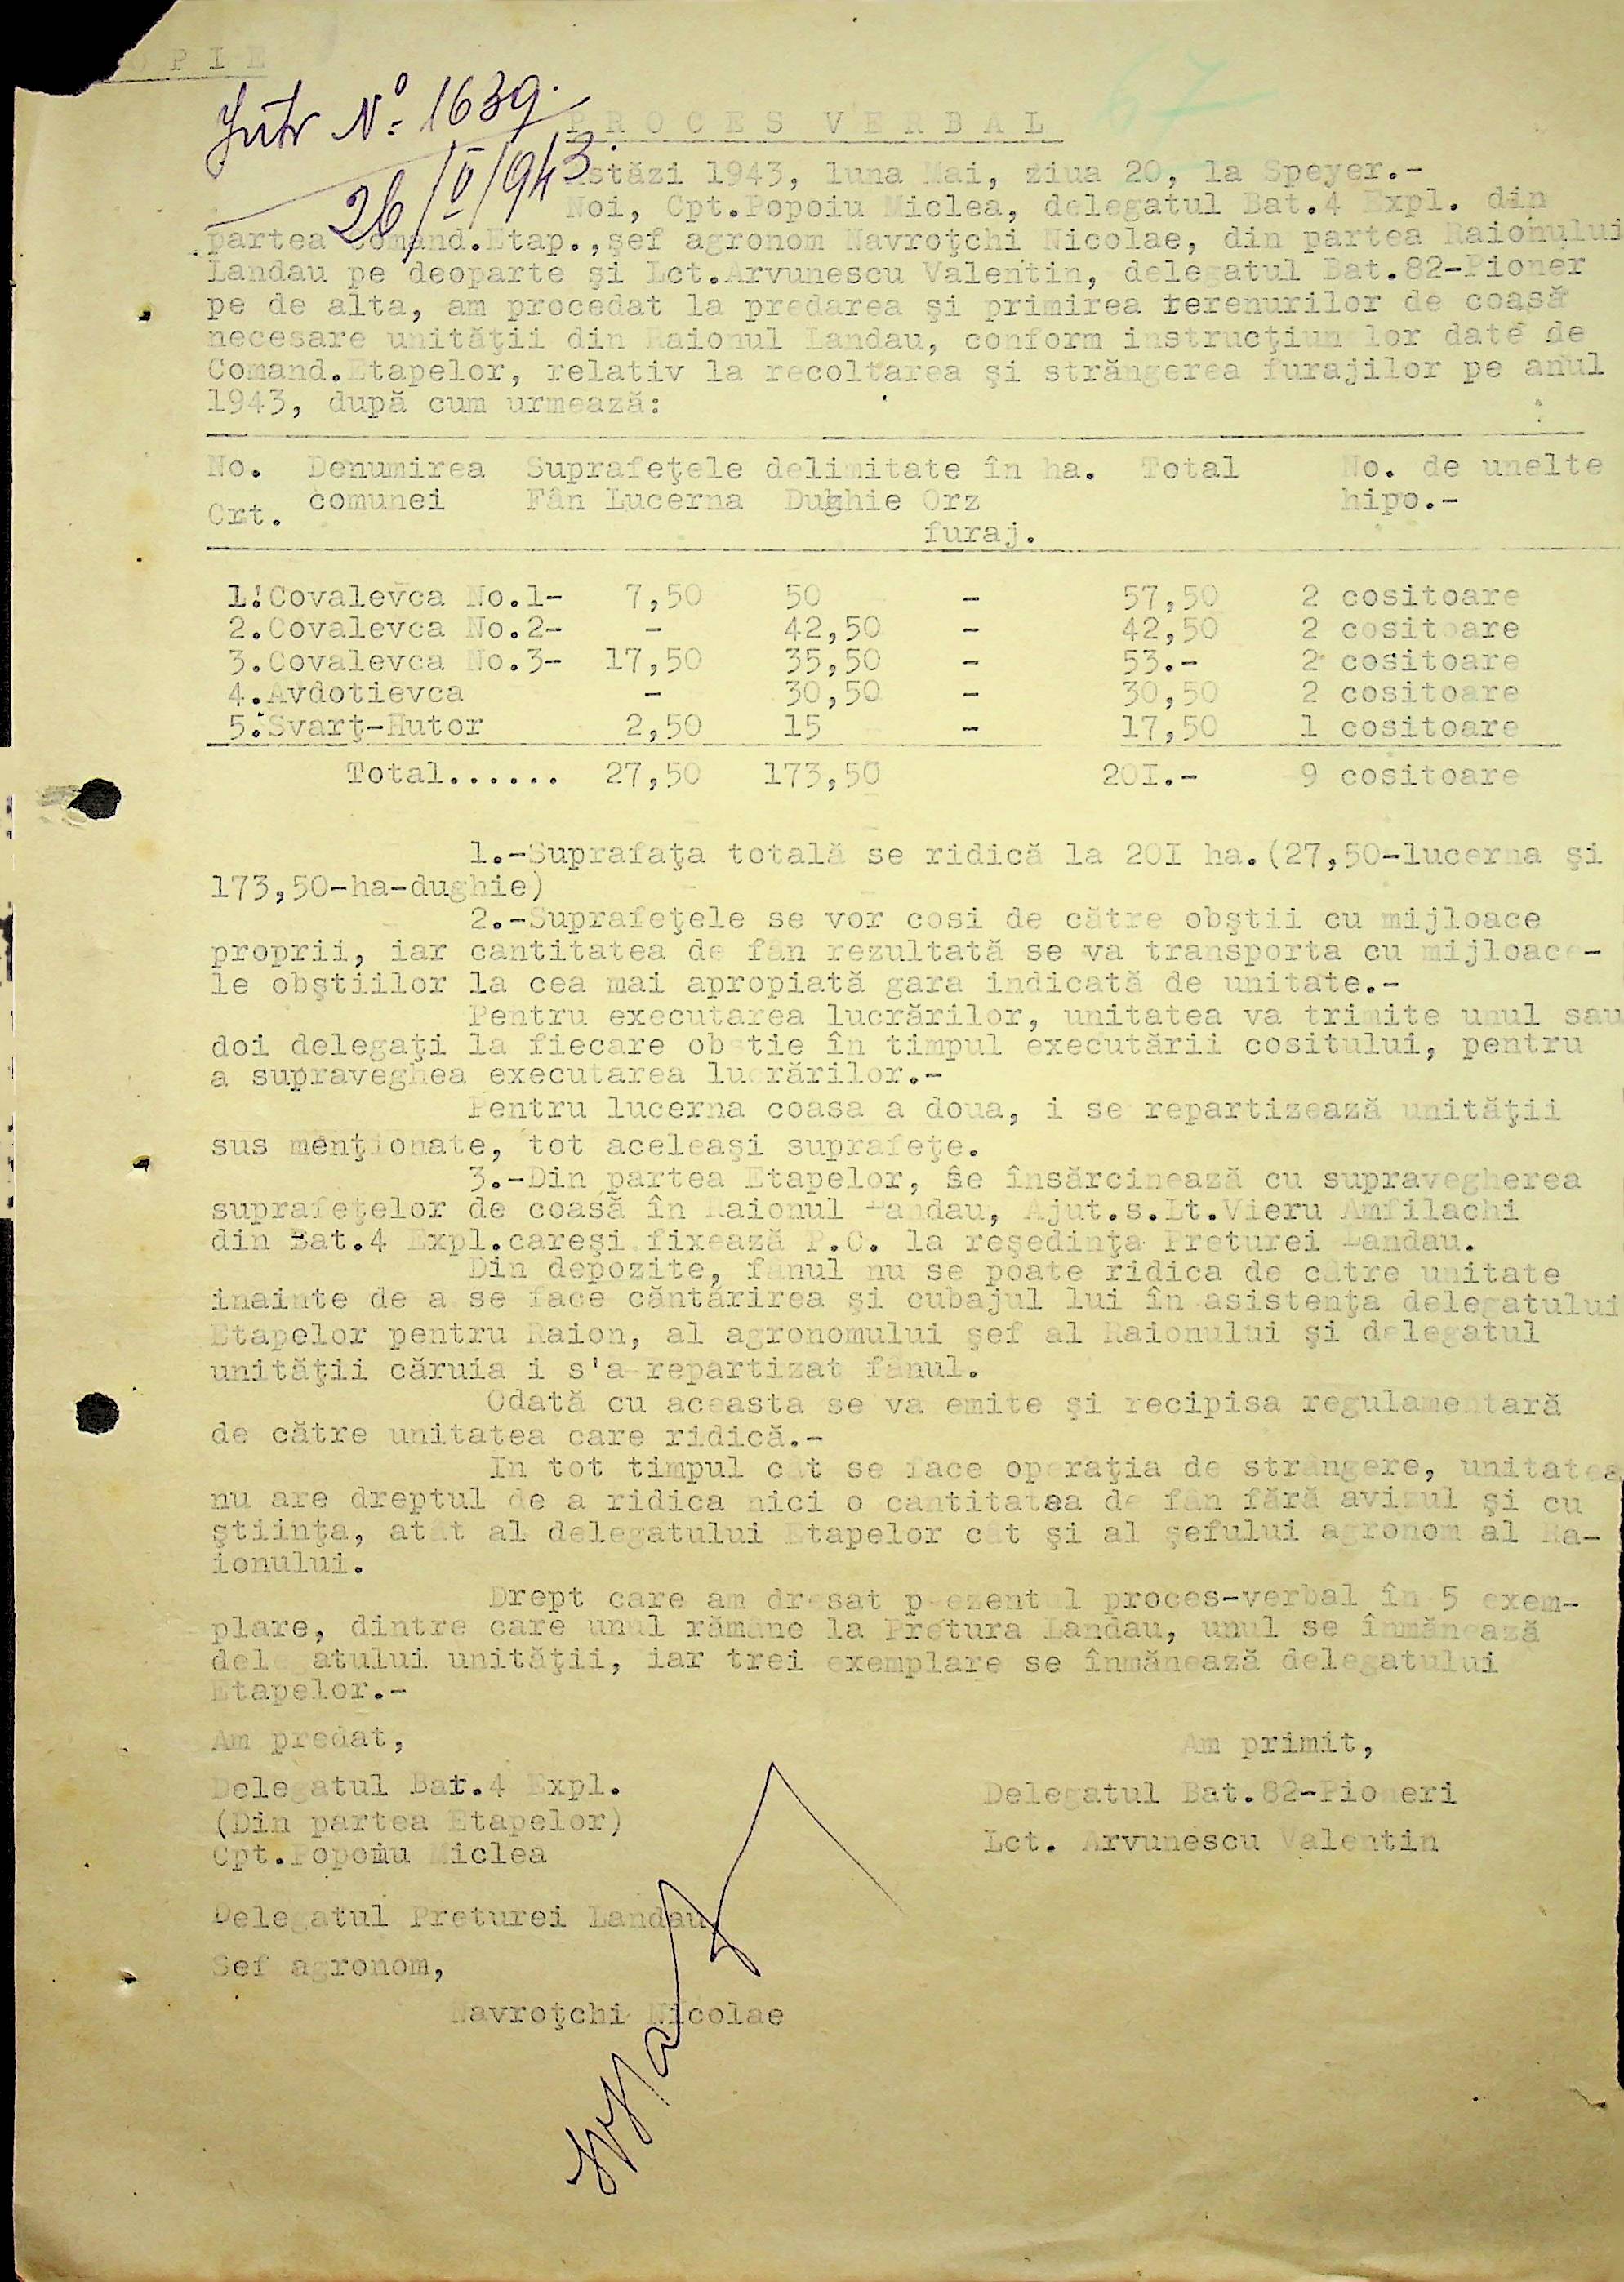 OPIE
67
Intr Nº 1639.
26/V/943.
PROCES VERBAL
Astăzi 1943, luna Mai, ziua 20, la Speyer.-
Noi, Cpt.Popoiu Miclea, delegatul Bat.4 Expl. din
partea Comand.Etap.,şef agronom Navroţchi Nicolae, din partea Raionului
Landau pe deoparte şi Lct.Arvunescu Valentin, delegatul Bat.82-Pioner
pe de alta, am procedat la predarea şi primirea terenurilor de coasă
necesare unităţii din Raionul Landau, conform instrucţiunilor date de
Comand.Etapelor, relativ la recoltarea şi strângerea furajilor pe anul
1943, după cum urmează:
No. Denumirea Suprafeţele delimitate în ha. Total No. de unelte
Crt. comunei Fân Lucerna Dughie Orz hipo.-
furaj.
1.Covalevca No.1- 7,50 50 - 57,50 2 cositoare
2.Covalevca No.2- - 42,50 - 42,50 2 cositoare
3.Covalevca No.3- 17,50 35,50 - 53.- 2 cositoare
4.Avdotievca - 30,50 - 30,50 2 cositoare
5.Svarţ-Hutor 2,50 15 - 17,50 1 cositoare
Total...... 27,50 173,50 20I.- 9 cositoare
1.-Suprafaţa totală se ridică la 20I ha.(27,50-lucerna şi
173,50-ha-dughie)
2.-Suprafeţele se vor cosi de către obştii cu mijloace
proprii, iar cantitatea de fân rezultată se va transporta cu mijloace-
le obştiilor la cea mai apropiată gara indicată de unitate.-
Pentru executarea lucrărilor, unitatea va trimite unul sau
doi delegaţi la fiecare obstie în timpul executării cositului, pentru
a supraveghea executarea lucrărilor.-
Pentru lucerna coasa a doua, i se repartizează unităţii
sus menţionate, tot aceleaşi suprafeţe.
3.-Din partea Etapelor, se însărcinează cu supravegherea
suprafeţelor de coasă în Raionul Landau, Ajut.s.Lt.Vieru Amfilachi
din Bat.4 Expl.careşi fixează P.C. la reşedinţa Preturei Landau.
Din depozite, fânul nu se poate ridica de către unitate
inainte de a se face cântărirea şi cubajul lui în asistenţa delegatului
Etapelor pentru Raion, al agronomului şef al Raionului şi delegatul
unităţii căruia i s'a repartizat fânul.
Odată cu aceasta se va emite şi recipisa regulamentară
de către unitatea care ridică.-
In tot timpul cât se face operaţia de strângere, unitatea
nu are dreptul de a ridica nici o cantitatea de fân fără avizul şi cu
ştiinţa, atât al delegatului Etapelor cât şi al şefului agronom al Ra-
ionului.
Drept care am dresat prezentul proces-verbal în 5 exem-
plare, dintre care unul rămâne la Pretura Landau, unul se înmânează
delegatului unităţii, iar trei exemplare se înmânează delegatului
Etapelor.-
Am predat, Am primit,
Delegatul Bat.4 Expl. Delegatul Bat.82-Pioneri
(Din partea Etapelor)
Cpt.Popoiu Miclea Lct. Arvunescu Valentin
Delegatul Preturei Landau,
Sef agronom,
Navroţchi Nicolae